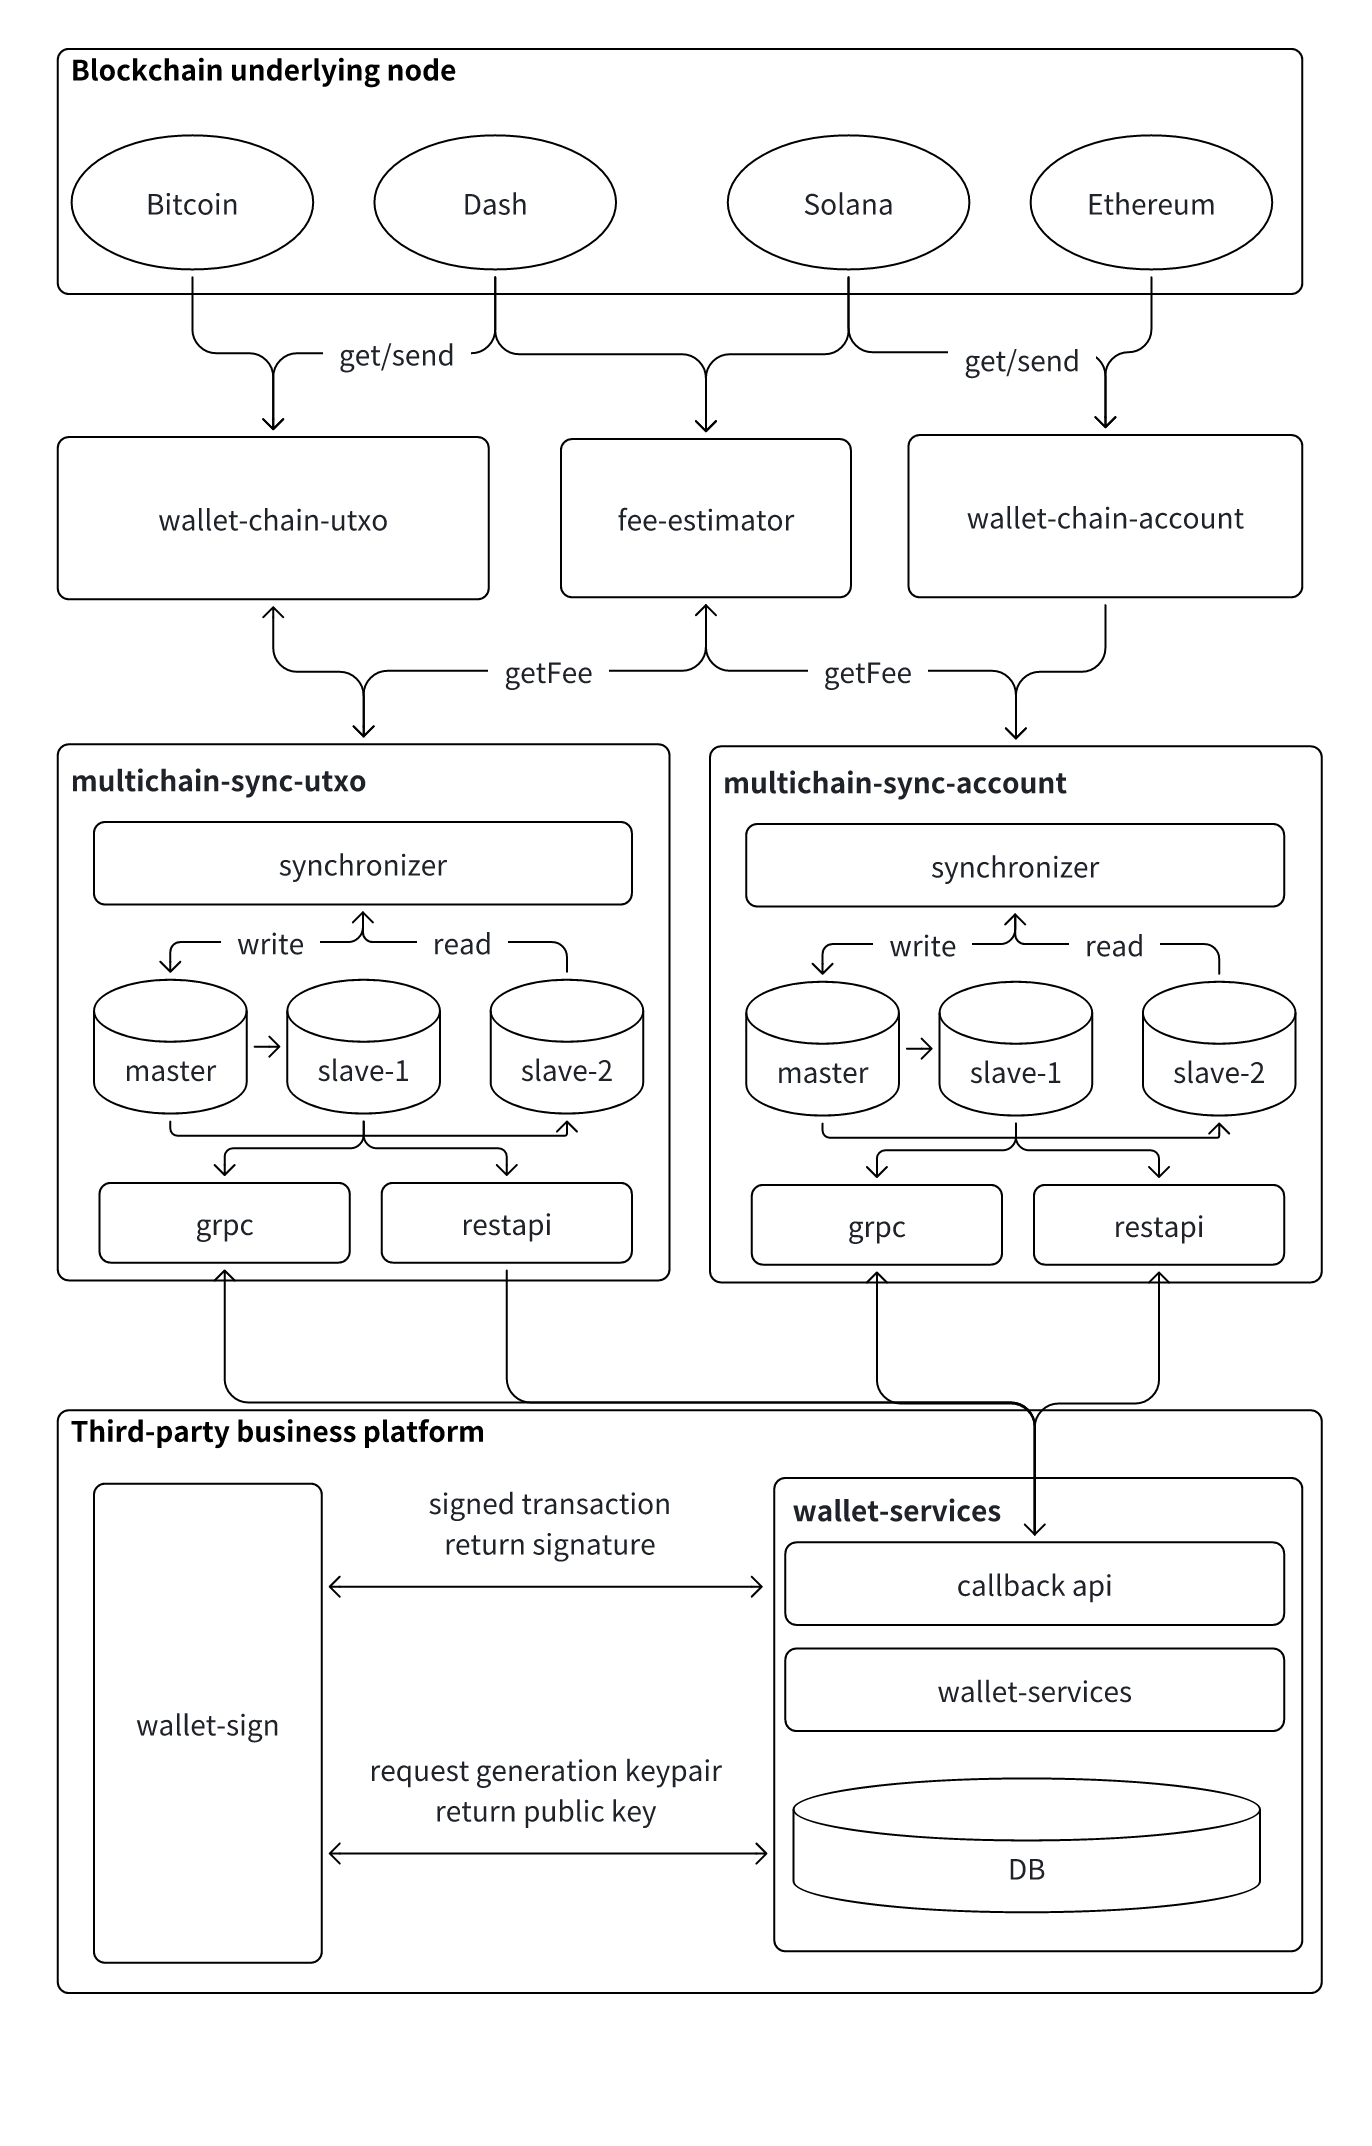 Blockchain underlying node
Bitcoin
Dash
Solana
Ethereum
get/send
get/send
wallet-chain-utxo
fee-estimator
wallet-chain-account
getFee
getFee
multichain-sync-utxo
synchronizer
write
read
master
slave-1
slave-2
grpc
restapi
multichain-sync-account
synchronizer
write
read
master
slave-1
slave-2
grpc
restapi
Third-party business platform
wallet-sign
signed transaction
return signature
request generation keypair
return public key
wallet-services
callback api
wallet-services
DB